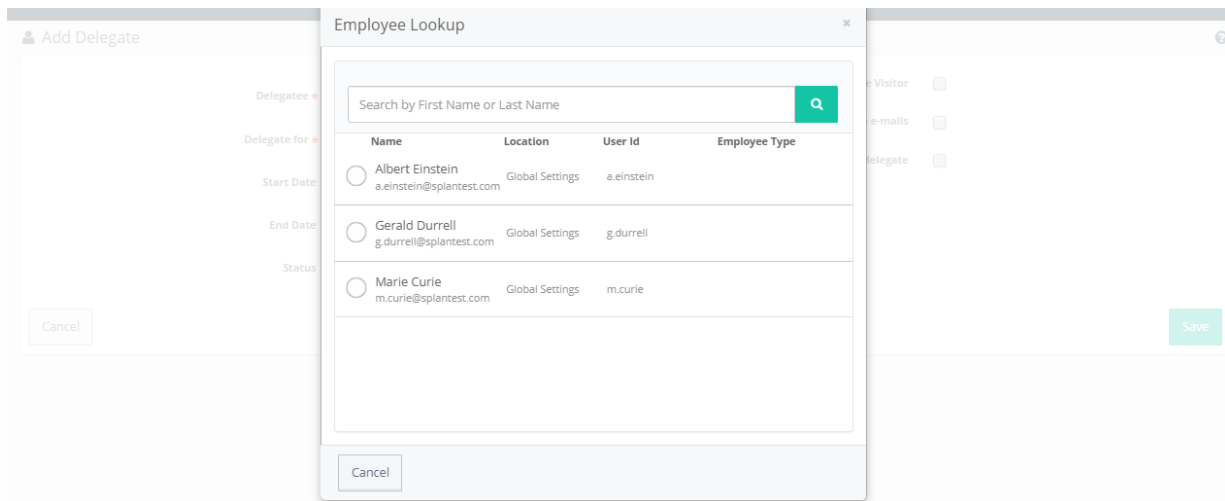 Employee Lookup
×
Add Delegate
Search by First Name or Last Name
Name Location User Id Employee Type
Albert Einstein
a.einstein@splantest.com
Global Settings a.einstein
Gerald Durrell
g.durrell@splantest.com
Global Settings g.durrell
Marie Curie
m.curie@splantest.com
Global Settings m.curie
Cancel
Delegatee *
Delegate for *
Start Date
End Date
Status
Visitor
e-mails
delegate
Cancel
Save